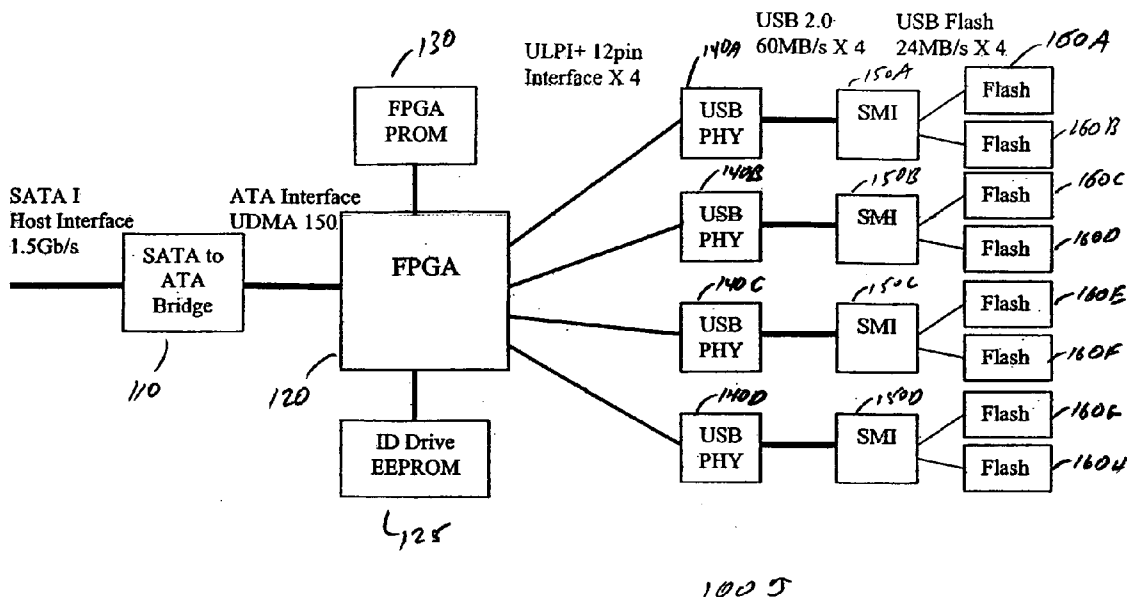 130
ULPI+ 12pin
Interface X 4
140A
USB 2.0
60MB/s X 4
USB Flash
24MB/s X 4
160A
150A
FPGA
PROM
USB
PHY
SMI
Flash
Flash
160B
SATA I
Host Interface
1.5Gb/s
ATA Interface
UDMA 150
140B
150B
Flash
160C
SATA to
ATA
Bridge
FPGA
USB
PHY
SMI
Flash
160D
140C
150C
Flash
160E
110
120
USB
PHY
SMI
Flash
160F
140D
150D
Flash
160G
ID Drive
EEPROM
USB
PHY
SMI
Flash
160H
125
100